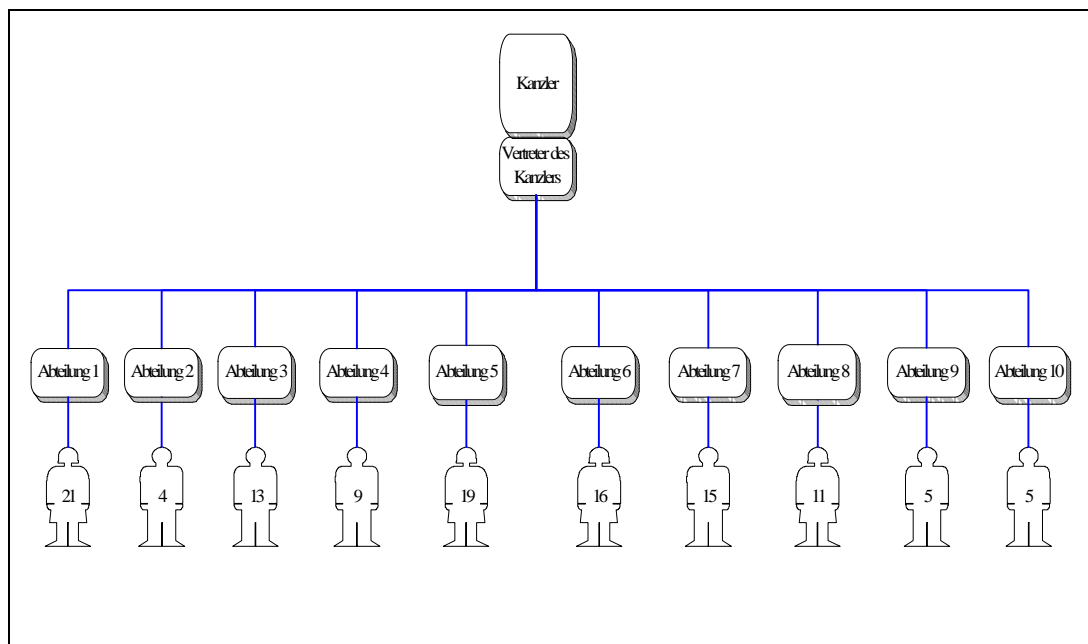 Kanzler
Vertreter des
Kanzlers
Abteilung 1
Abteilung 2
Abteilung 3
Abteilung 4
Abteilung 5
Abteilung 6
Abteilung 7
Abteilung 8
Abteilung 9
Abteilung 10
21
4
13
9
19
16
15
11
5
5